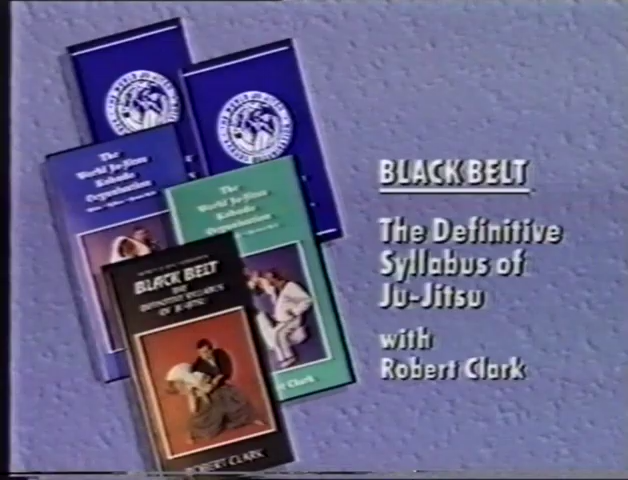 BLACK BELT
The Definitive
Syllabus of
Ju-Jitsu
with
Robert Clark
The
World Ju-Jitsu
Kobudo
Organisation
The
World Ju-Jitsu
Kobudo
Organisation
BLACK BELT
THE
DEFINITIVE SYLLABUS
OF JU-JITSU
ROBERT CLARK
Clark